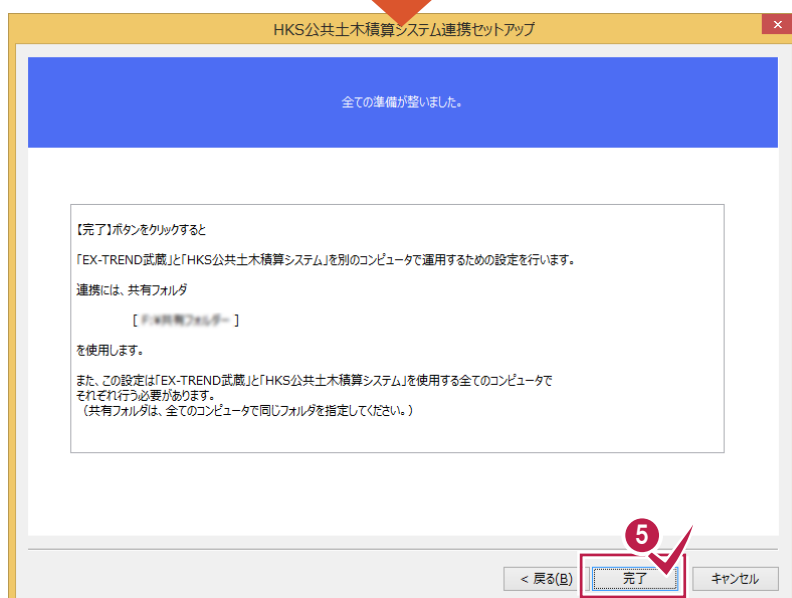 HKS公共土木積算システム連携セットアップ
全ての準備が整いました。
【完了】ボタンをクリックすると
「EX-TREND武蔵」と「HKS公共土木積算システム」を別のコンピュータで運用するための設定を行います。
連携には、共有フォルダ
[ ]
を使用します。
また、この設定は「EX-TREND武蔵」と「HKS公共土木積算システム」を使用する全てのコンピュータで
それぞれ行う必要があります。
（共有フォルダは、全てのコンピュータで同じフォルダを指定してください。）
5
< 戻る(B)
完了
キャンセル